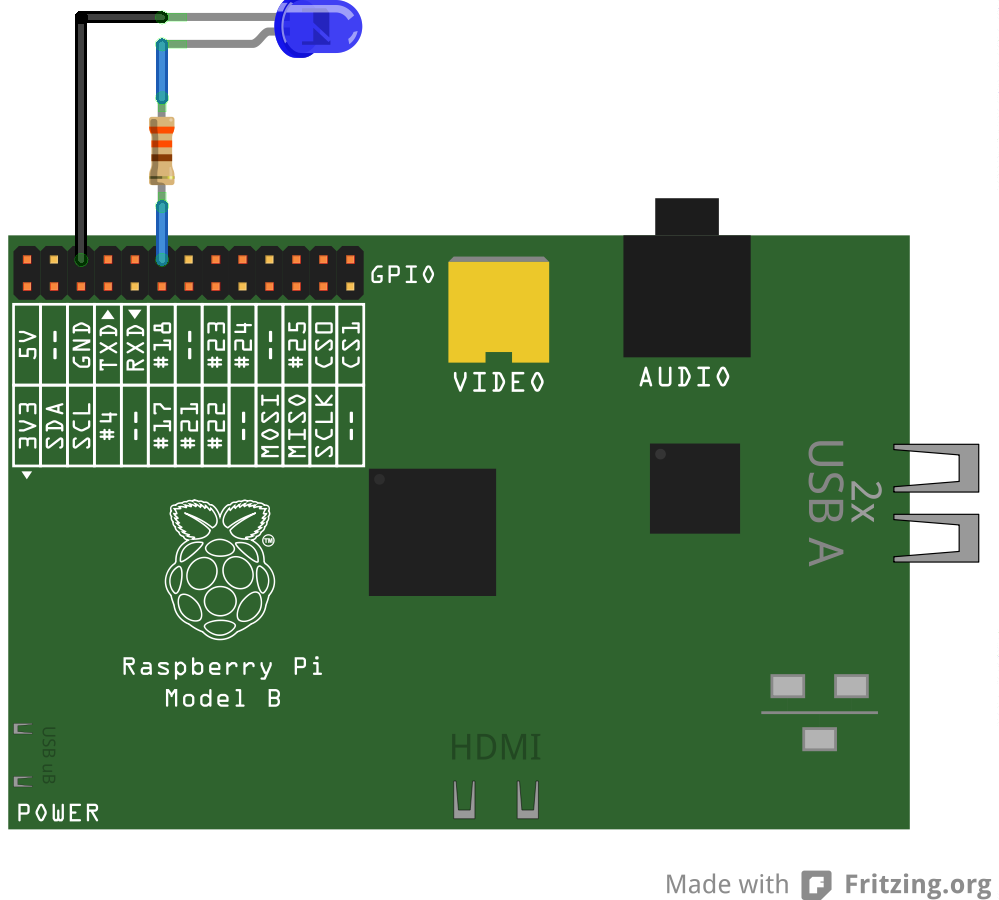 GPIO
5V -- GND TXD RXD #18 -- #23 #24 -- #25 CS0 CS1
3V3 SDA SCL #4 -- #17 #21 #22 -- MOSI MISO SCLK --
VIDEO
AUDIO
2x
USB A
TM
Raspberry Pi
Model B
USB uB
HDMI
POWER
Made with Fritzing.org